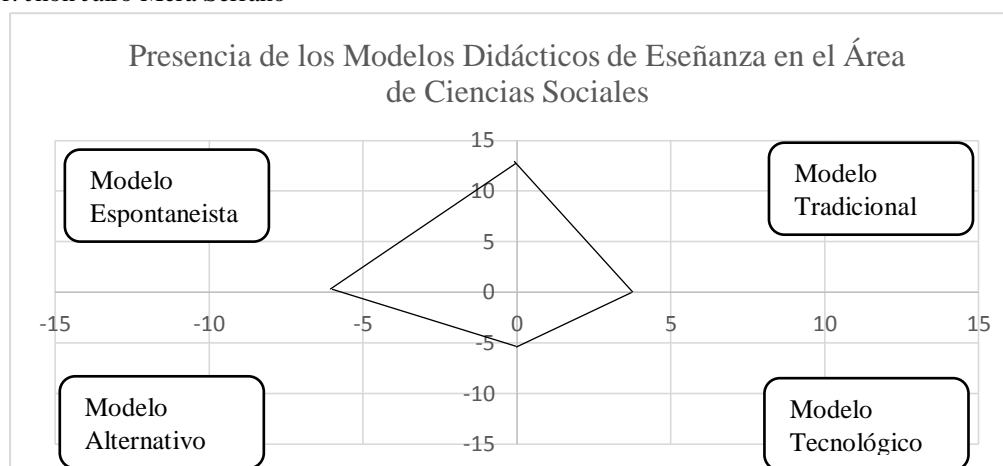 Presencia de los Modelos Didácticos de Eseñanza en el Área
de Ciencias Sociales
Modelo
Espontaneista
Modelo
Tradicional
15
10
5
0
-5
-10
-15
-15
-10
-5
0
5
10
15
Modelo
Alternativo
Modelo
Tecnológico